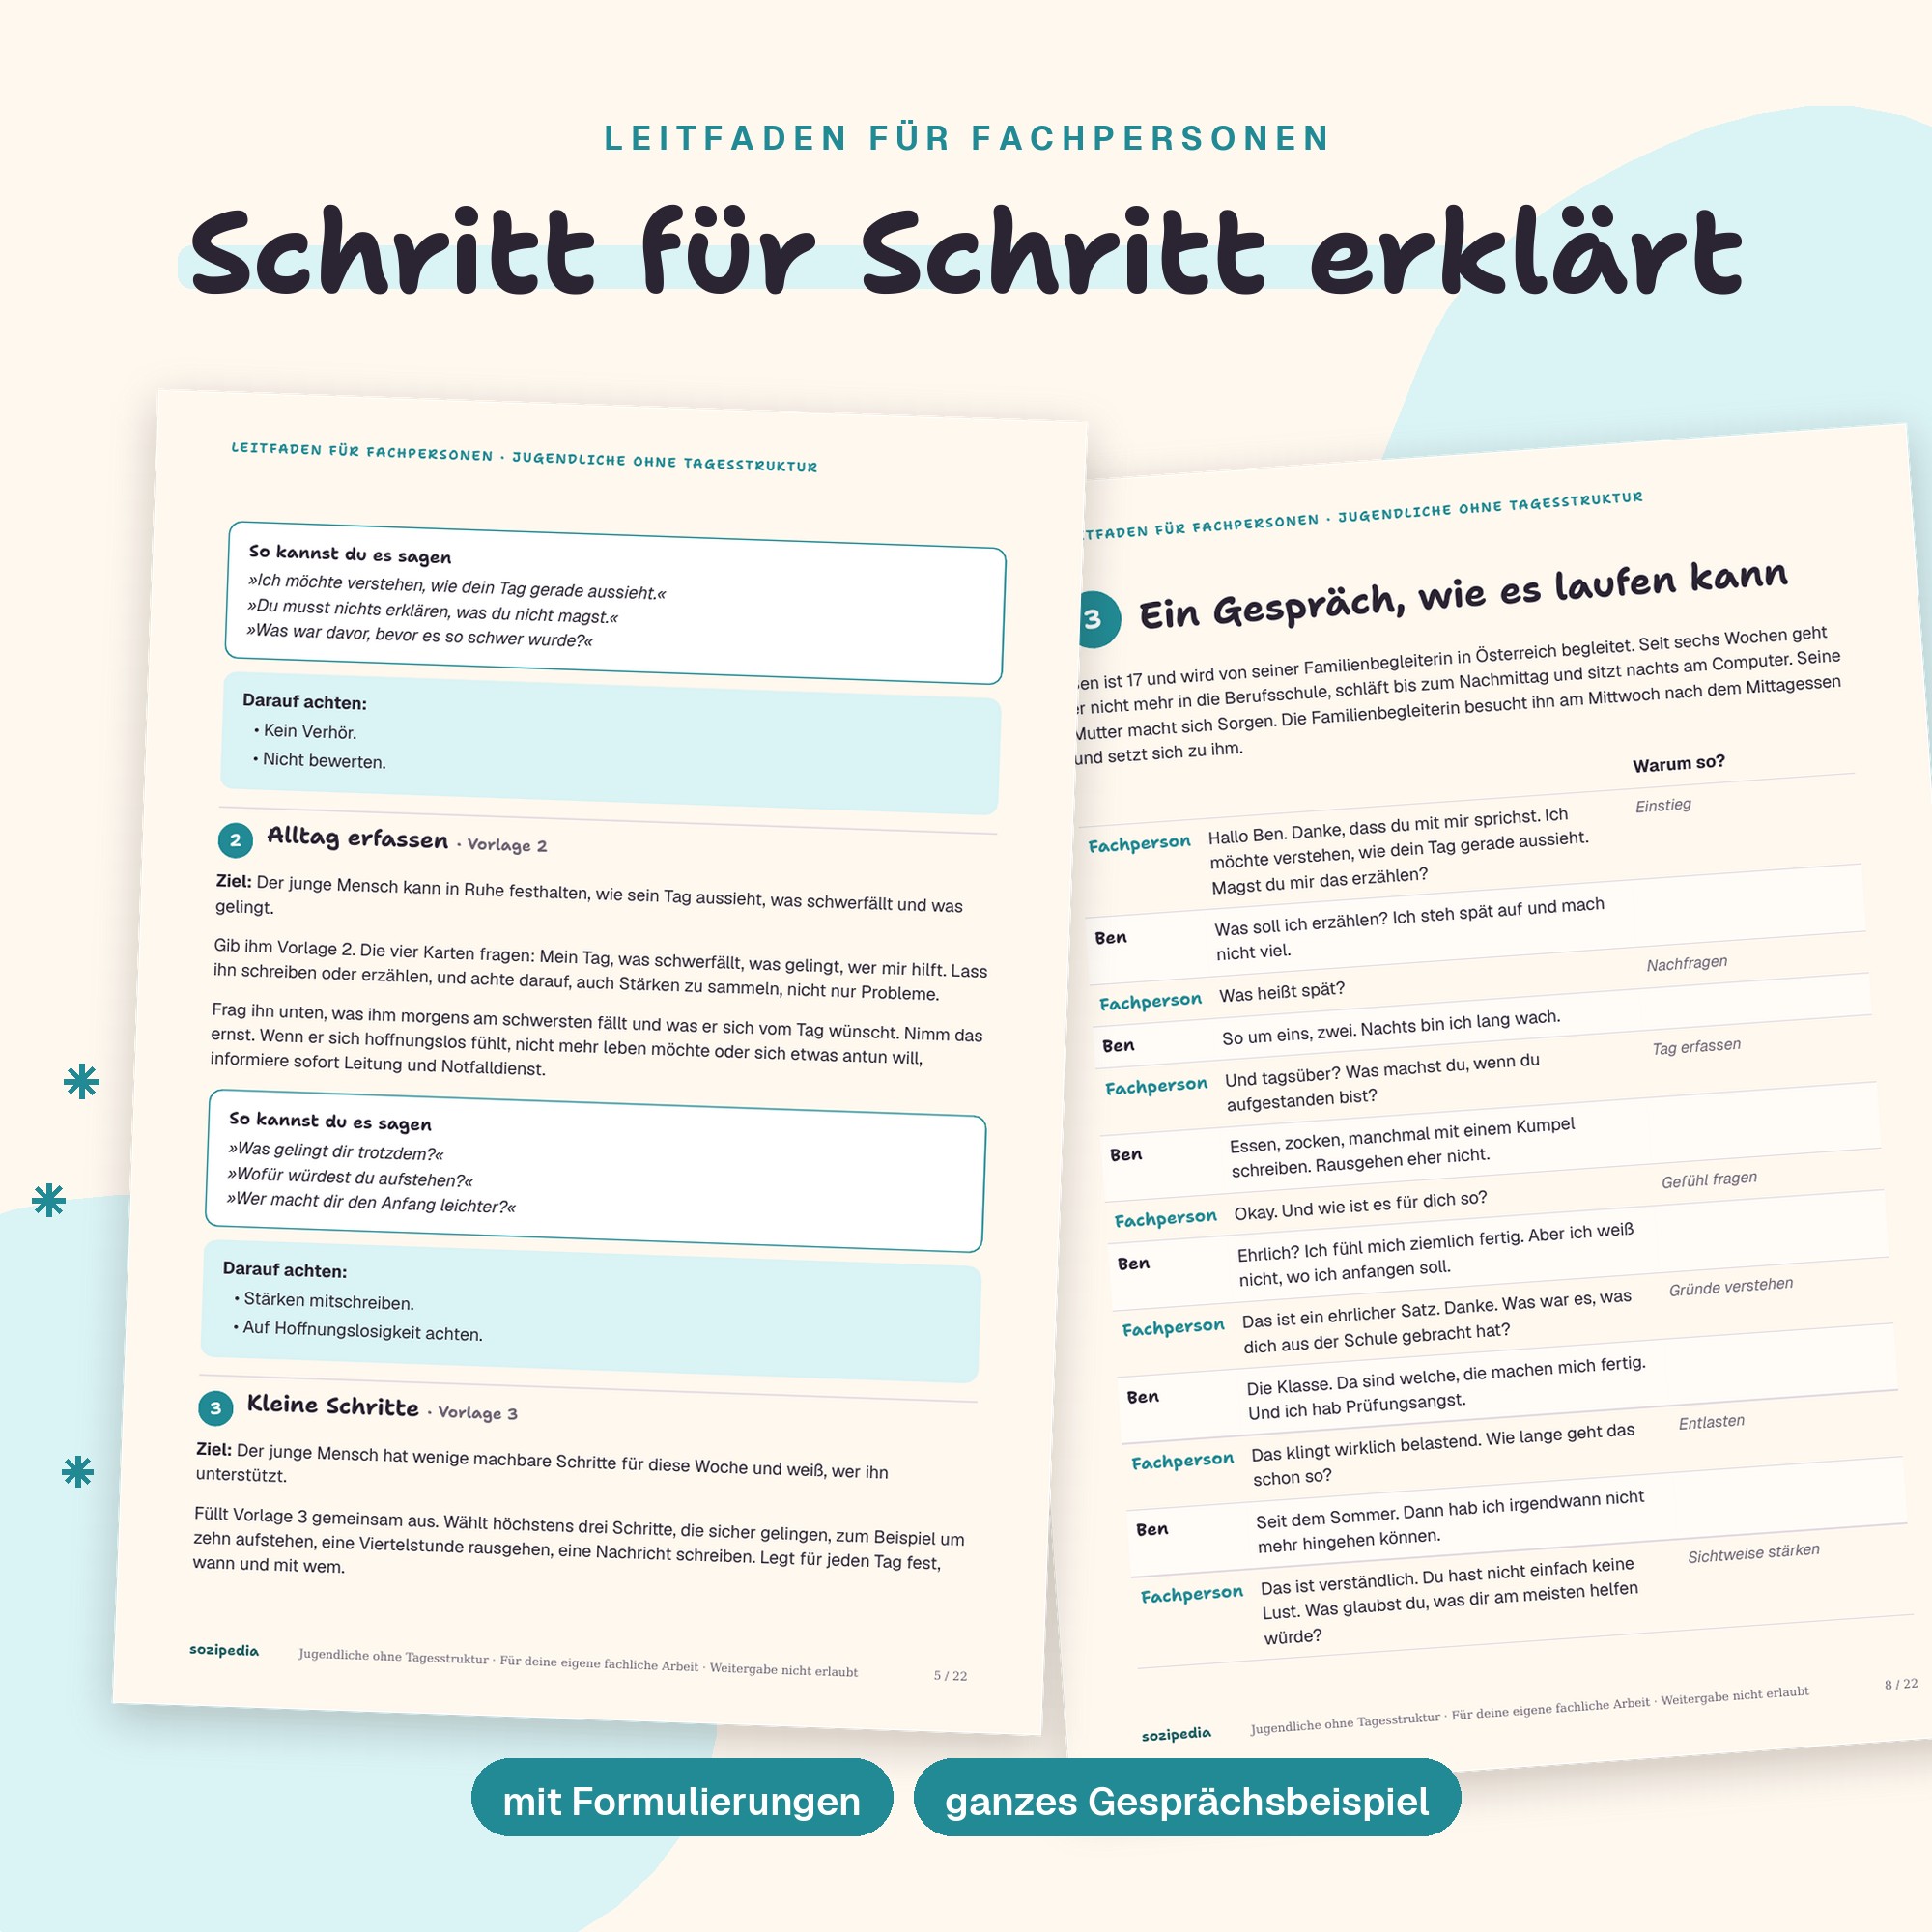 LEITFADEN FÜR FACHPERSONEN
Schritt für Schritt erklärt
LEITFADEN FÜR FACHPERSONEN · JUGENDLICHE OHNE TAGESSTRUKTUR
So kannst du es sagen
»Ich möchte verstehen, wie dein Tag gerade aussieht.«
»Du musst nichts erklären, was du nicht magst.«
»Was war davor, bevor es so schwer wurde?«
Darauf achten:
• Kein Verhör.
• Nicht bewerten.
2 Alltag erfassen · Vorlage 2
Ziel: Der junge Mensch kann in Ruhe festhalten, wie sein Tag aussieht, was schwerfällt und was
gelingt.
Gib ihm Vorlage 2. Die vier Karten fragen: Mein Tag, was schwerfällt, was gelingt, wer mir hilft. Lass
ihn schreiben oder erzählen, und achte darauf, auch Stärken zu sammeln, nicht nur Probleme.
Frag ihn unten, was ihm morgens am schwersten fällt und was er sich vom Tag wünscht. Nimm das
ernst. Wenn er sich hoffnungslos fühlt, nicht mehr leben möchte oder sich etwas antun will,
informiere sofort Leitung und Notfalldienst.
So kannst du es sagen
»Was gelingt dir trotzdem?«
»Wofür würdest du aufstehen?«
»Wer macht dir den Anfang leichter?«
Darauf achten:
• Stärken mitschreiben.
• Auf Hoffnungslosigkeit achten.
3 Kleine Schritte · Vorlage 3
Ziel: Der junge Mensch hat wenige machbare Schritte für diese Woche und weiß, wer ihn
unterstützt.
Füllt Vorlage 3 gemeinsam aus. Wählt höchstens drei Schritte, die sicher gelingen, zum Beispiel um
zehn aufstehen, eine Viertelstunde rausgehen, eine Nachricht schreiben. Legt für jeden Tag fest,
wann und mit wem.
sozipedia Jugendliche ohne Tagesstruktur · Für deine eigene fachliche Arbeit · Weitergabe nicht erlaubt 5 / 22
TFADEN FÜR FACHPERSONEN · JUGENDLICHE OHNE TAGESSTRUKTUR
3 Ein Gespräch, wie es laufen kann
en ist 17 und wird von seiner Familienbegleiterin in Österreich begleitet. Seit sechs Wochen geht
er nicht mehr in die Berufsschule, schläft bis zum Nachmittag und sitzt nachts am Computer. Seine
Mutter macht sich Sorgen. Die Familienbegleiterin besucht ihn am Mittwoch nach dem Mittagessen
und setzt sich zu ihm.
Warum so?
Fachperson Hallo Ben. Danke, dass du mit mir sprichst. Ich Einstieg
möchte verstehen, wie dein Tag gerade aussieht.
Magst du mir das erzählen?
Ben Was soll ich erzählen? Ich steh spät auf und mach
nicht viel.
Fachperson Was heißt spät? Nachfragen
Ben So um eins, zwei. Nachts bin ich lang wach.
Fachperson Und tagsüber? Was machst du, wenn du Tag erfassen
aufgestanden bist?
Ben Essen, zocken, manchmal mit einem Kumpel
schreiben. Rausgehen eher nicht.
Fachperson Okay. Und wie ist es für dich so? Gefühl fragen
Ben Ehrlich? Ich fühl mich ziemlich fertig. Aber ich weiß
nicht, wo ich anfangen soll.
Fachperson Das ist ein ehrlicher Satz. Danke. Was war es, was Gründe verstehen
dich aus der Schule gebracht hat?
Ben Die Klasse. Da sind welche, die machen mich fertig.
Und ich hab Prüfungsangst.
Fachperson Das klingt wirklich belastend. Wie lange geht das Entlasten
schon so?
Ben Seit dem Sommer. Dann hab ich irgendwann nicht
mehr hingehen können.
Fachperson Das ist verständlich. Du hast nicht einfach keine Sichtweise stärken
Lust. Was glaubst du, was dir am meisten helfen
würde?
sozipedia Jugendliche ohne Tagesstruktur · Für deine eigene fachliche Arbeit · Weitergabe nicht erlaubt 8 / 22
mit Formulierungen
ganzes Gesprächsbeispiel